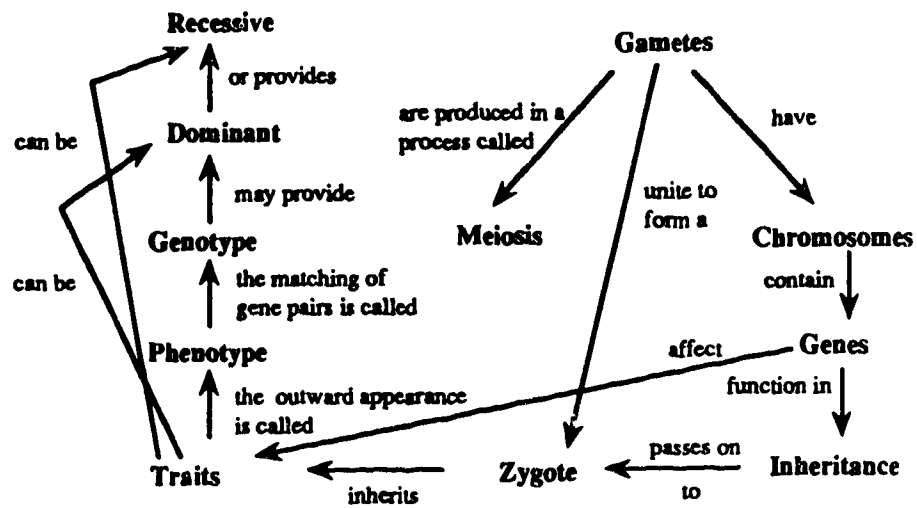 Recessive
or provides
can be
Dominant
may provide
Genotype
can be
the matching of
gene pairs is called
Phenotype
the outward appearance
is called
Traits
Gametes
are produced in a
process called
have
unite to
form a
Meiosis
Chromosomes
contain
affect
Genes
function in
passes on
to
Inheritance
Zygote
inherits